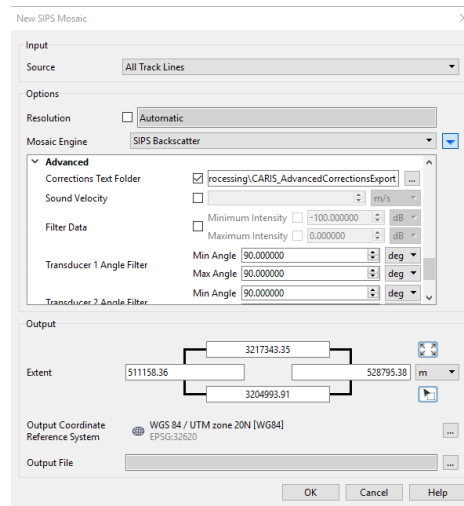 New SIPS Mosaic
Input
Source All Track Lines
Options
Resolution Automatic
Mosaic Engine SIPS Backscatter
Advanced
Corrections Text Folder rocessing\CARIS_AdvancedCorrectionsExport ...
Sound Velocity m/s
Filter Data Minimum Intensity -100.000000 dB
Maximum Intensity 0.000000 dB
Transducer 1 Angle Filter Min Angle 90.000000 deg
Max Angle 90.000000 deg
Transducer 2 Angle Filter Min Angle 90.000000 deg
Output
3217343.35
Extent 511158.36 528795.38 m
3204993.91
Output Coordinate Reference System WGS 84 / UTM zone 20N [WG84]
EPSG:32620 ...
Output File ...
OK Cancel Help